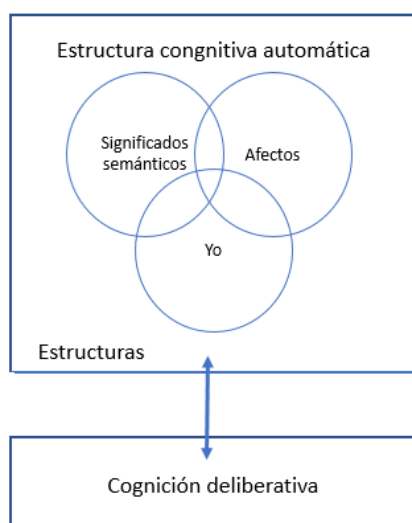 Estructura congnitiva automática
Significados
semánticos
Afectos
Yo
Estructuras
Cognición deliberativa